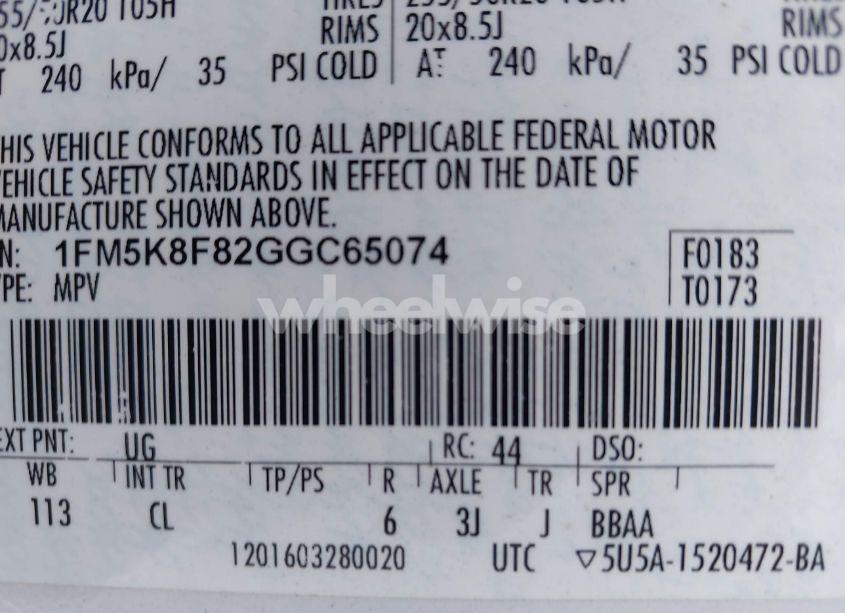 RIMS 20x8.5J RIMS
0x8.5J
240 kPa/ 35 PSI COLD AT 240 kPa/ 35 PSI COLD
HIS VEHICLE CONFORMS TO ALL APPLICABLE FEDERAL MOTOR
EHICLE SAFETY STANDARDS IN EFFECT ON THE DATE OF
MANUFACTURE SHOWN ABOVE.
N: 1FM5K8F82GGC65074 F0183
PE: MPV T0173
wheelwise
EXT PNT: UG RC: 44 DSO:
WB INT TR TP/PS R AXLE TR SPR
113 CL 6 3J J BBAA
1201603280020 UTC ▽5U5A-1520472-BA